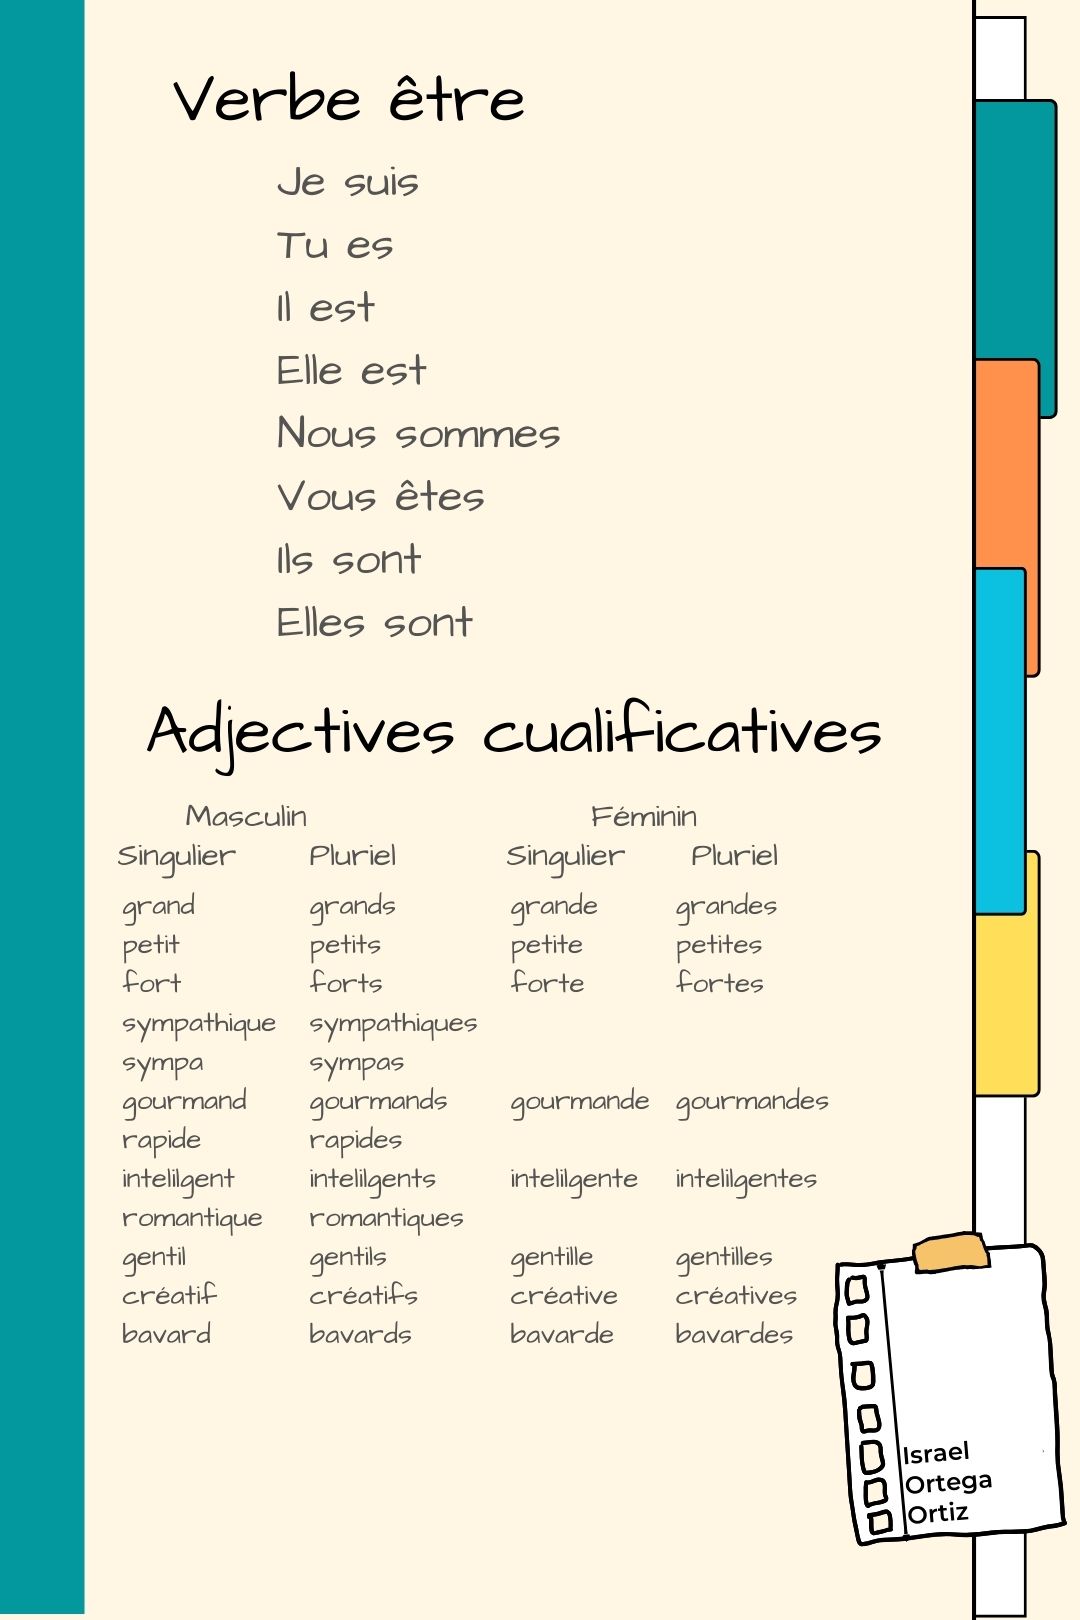 Verbe être
Je suis
Tu es
Il est
Elle est
Nous sommes
Vous êtes
Ils sont
Elles sont
Adjectives cualificatives
Masculin Féminin
Singulier Pluriel Singulier Pluriel
grand grands grande grandes
petit petits petite petites
fort forts forte fortes
sympathique sympathiques
sympa sympas
gourmand gourmands gourmande gourmandes
rapide rapides
intelilgent intelilgents intelilgente intelilgentes
romantique romantiques
gentil gentils gentille gentilles
créatif créatifs créative créatives
bavard bavards bavarde bavardes
Israel
Ortega
Ortiz